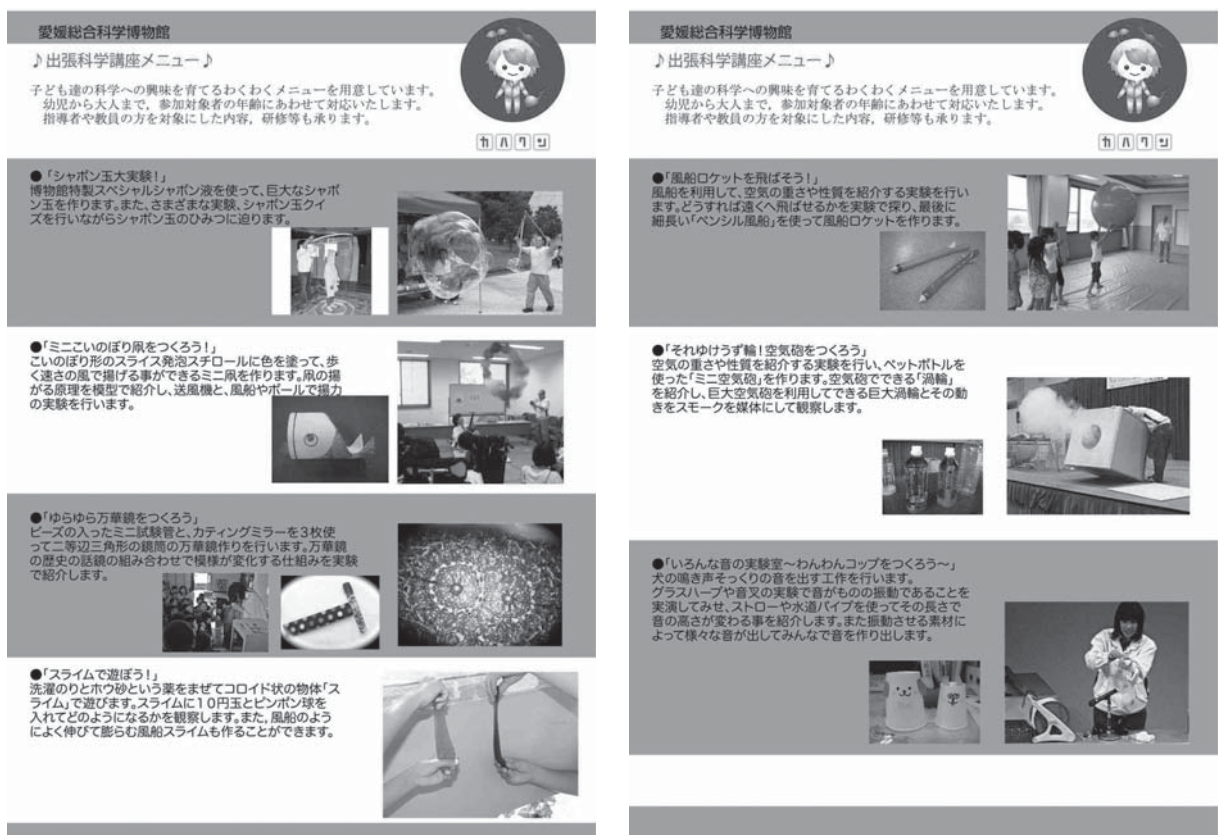 愛媛総合科学博物館
♪出張科学講座メニュー♪
子ども達の科学への興味を育てるわくわくメニューを用意しています。
幼児から大人まで，参加対象者の年齢にあわせて対応いたします。
指導者や教員の方を対象にした内容，研修等も承ります。
カハクン
●「シャボン玉大実験！」
博物館特製スペシャルシャボン液を使って、巨大なシャボ
ン玉を作ります。また、さまざまな実験、シャボン玉クイ
ズを行いながらシャボン玉のひみつに迫ります。
●「ミニこいのぼり凧をつくろう！」
こいのぼり形のスライス発泡スチロールに色を塗って、歩
く速さの風で揚げる事ができるミニ凧を作ります。凧の揚
がる原理を模型で紹介し、送風機と、風船やボールで揚力
の実験を行います。
●「ゆらゆら万華鏡をつくろう」
ビーズの入ったミニ試験管と、カティングミラーを３枚使
って二等辺三角形の鏡筒の万華鏡作りを行います。万華鏡
の歴史の話鏡の組み合わせで模様が変化する仕組みを実験
で紹介します。
●「スライムで遊ぼう！」
洗濯のりとホウ砂という薬をまぜてコロイド状の物体「ス
ライム」で遊びます。スライムに１０円玉とピンポン球を
入れてどのようになるかを観察します。また、風船のよう
によく伸びて膨らむ風船スライムも作ることができます。
愛媛総合科学博物館
♪出張科学講座メニュー♪
子ども達の科学への興味を育てるわくわくメニューを用意しています。
幼児から大人まで，参加対象者の年齢にあわせて対応いたします。
指導者や教員の方を対象にした内容，研修等も承ります。
カハクン
●「風船ロケットを飛ばそう！」
風船を利用して、空気の重さや性質を紹介する実験を行い
ます。どうすれば遠くへ飛ばせるかを実験で探り、最後に
細長い「ペンシル風船」を使って風船ロケットを作ります。
●「それゆけうず輪！空気砲をつくろう」
空気の重さや性質を紹介する実験を行い、ペットボトルを
使った「ミニ空気砲」を作ります。空気砲でできる「渦輪」
を紹介し、巨大空気砲を利用してできる巨大渦輪とその動
きをスモークを媒体にして観察します。
●「いろんな音の実験室～わんわんコップをつくろう～」
犬の鳴き声そっくりの音を出す工作を行います。
グラスハープや音叉の実験で音がものの振動であることを
実演してみせ、ストローや水道パイプを使ってその長さで
音の高さが変わる事を紹介します。また振動させる素材に
よって様々な音が出してみんなで音を作り出します。